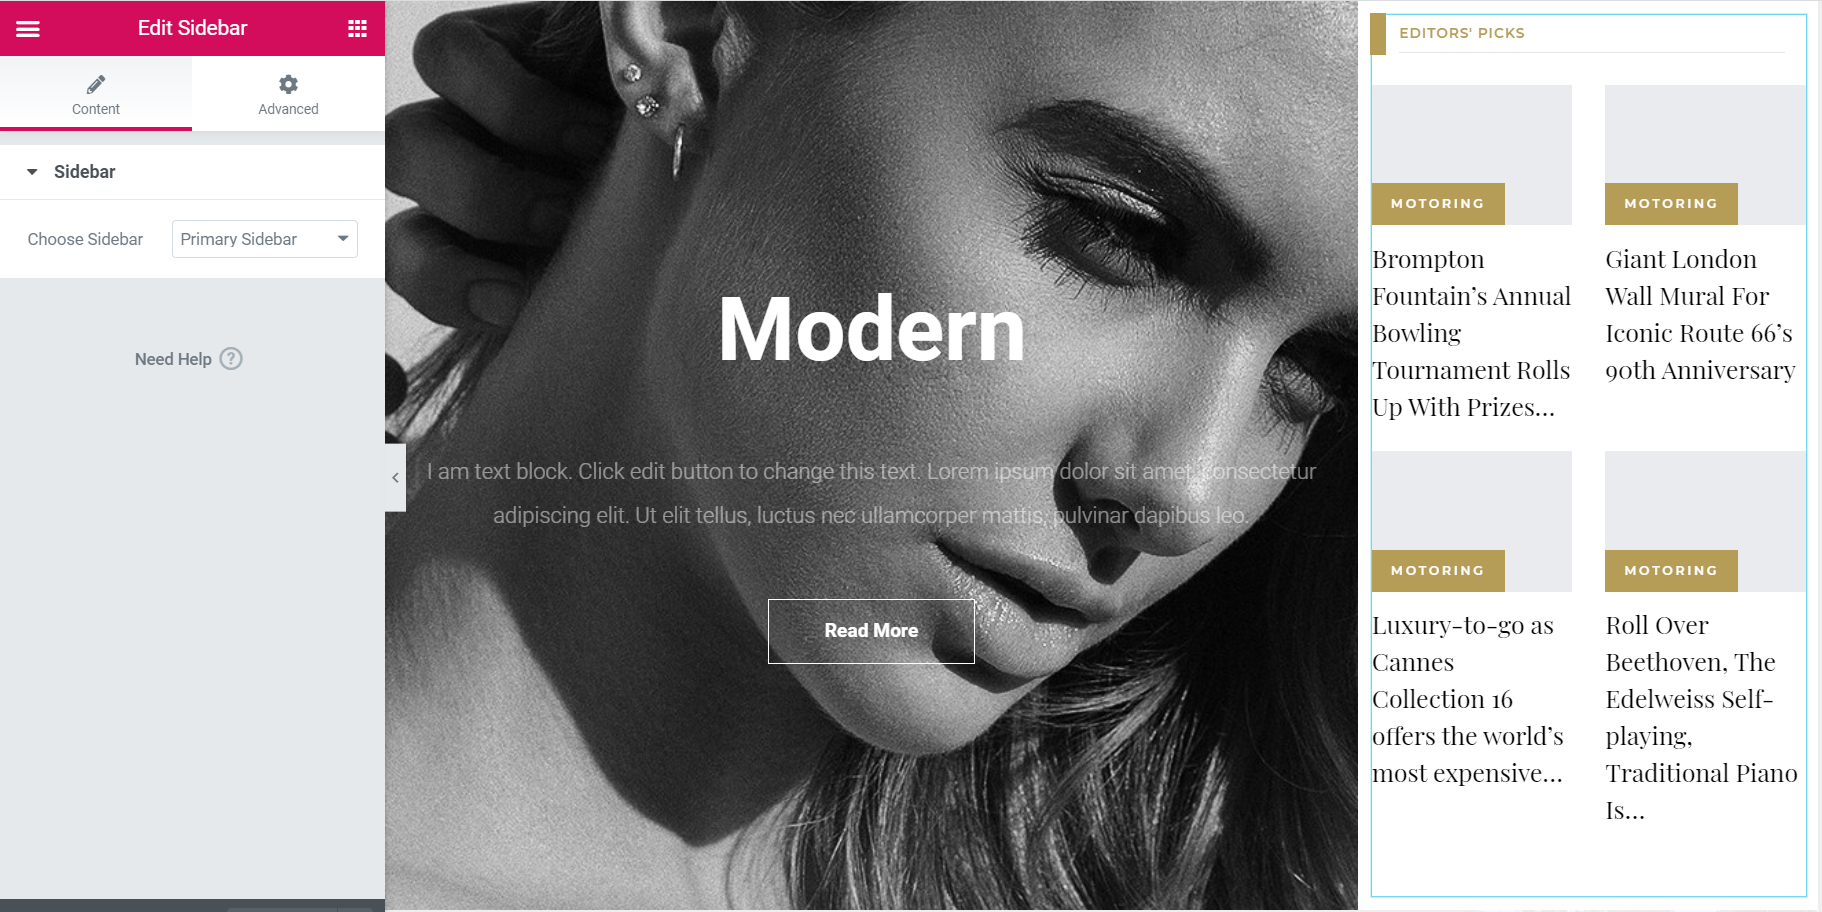 Edit Sidebar
Content
Advanced
Sidebar
Choose Sidebar
Primary Sidebar
Need Help ?
Modern
I am text block. Click edit button to change this text. Lorem ipsum dolor sit amet, consectetur
adipiscing elit. Ut elit tellus, luctus nec ullamcorper mattis, pulvinar dapibus leo.
Read More
EDITORS' PICKS
MOTORING
Brompton
Fountain’s Annual
Bowling
Tournament Rolls
Up With Prizes...
MOTORING
Giant London
Wall Mural For
Iconic Route 66’s
90th Anniversary
MOTORING
Luxury-to-go as
Cannes
Collection 16
offers the world’s
most expensive...
MOTORING
Roll Over
Beethoven, The
Edelweiss Self-
playing,
Traditional Piano
Is...